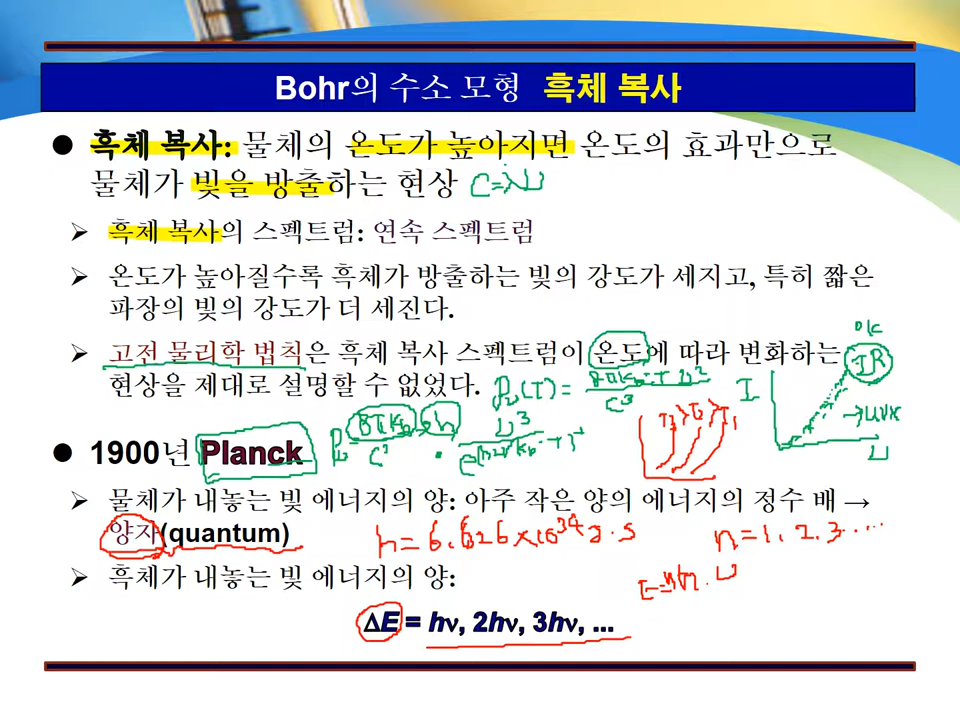 Bohr의 수소 모형 흑체 복사
● 흑체 복사: 물체의 온도가 높아지면 온도의 효과만으로
물체가 빛을 방출하는 현상 C=λν
➢ 흑체 복사의 스펙트럼: 연속 스펙트럼
➢ 온도가 높아질수록 흑체가 방출하는 빛의 강도가 세지고, 특히 짧은
파장의 빛의 강도가 더 세진다.
➢ 고전 물리학 법칙은 흑체 복사 스펙트럼이 온도에 따라 변화하는
현상을 제대로 설명할 수 없었다.
IR
I
→UVX
● 1900년 Planck
➢ 물체가 내놓는 빛 에너지의 양: 아주 작은 양의 에너지의 정수 배 →
양자(quantum)
h=6.626×10³⁴J·S
n=1, 2, 3 ....
➢ 흑체가 내놓는 빛 에너지의 양:
ΔE = hν, 2hν, 3hν, ...